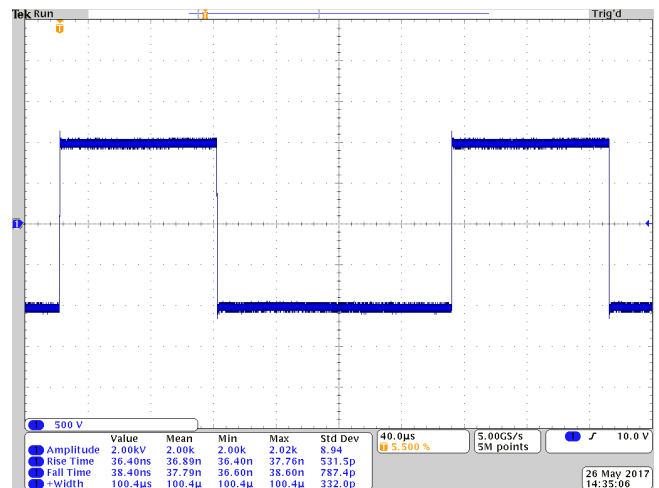 Tek Run Trig'd
T
T
1
1 500 V
Value Mean Min Max Std Dev
1 Amplitude 2.00kV 2.00k 2.00k 2.02k 8.94
1 Rise Time 36.40ns 36.89n 36.40n 37.76n 531.5p
1 Fall Time 38.40ns 37.79n 36.60n 38.60n 787.4p
1 +Width 100.4µs 100.4µ 100.4µ 100.4µ 332.0p
40.0µs
T 5.500 %
5.00GS/s
5M points
1 10.0 V
26 May 2017
14:35:06